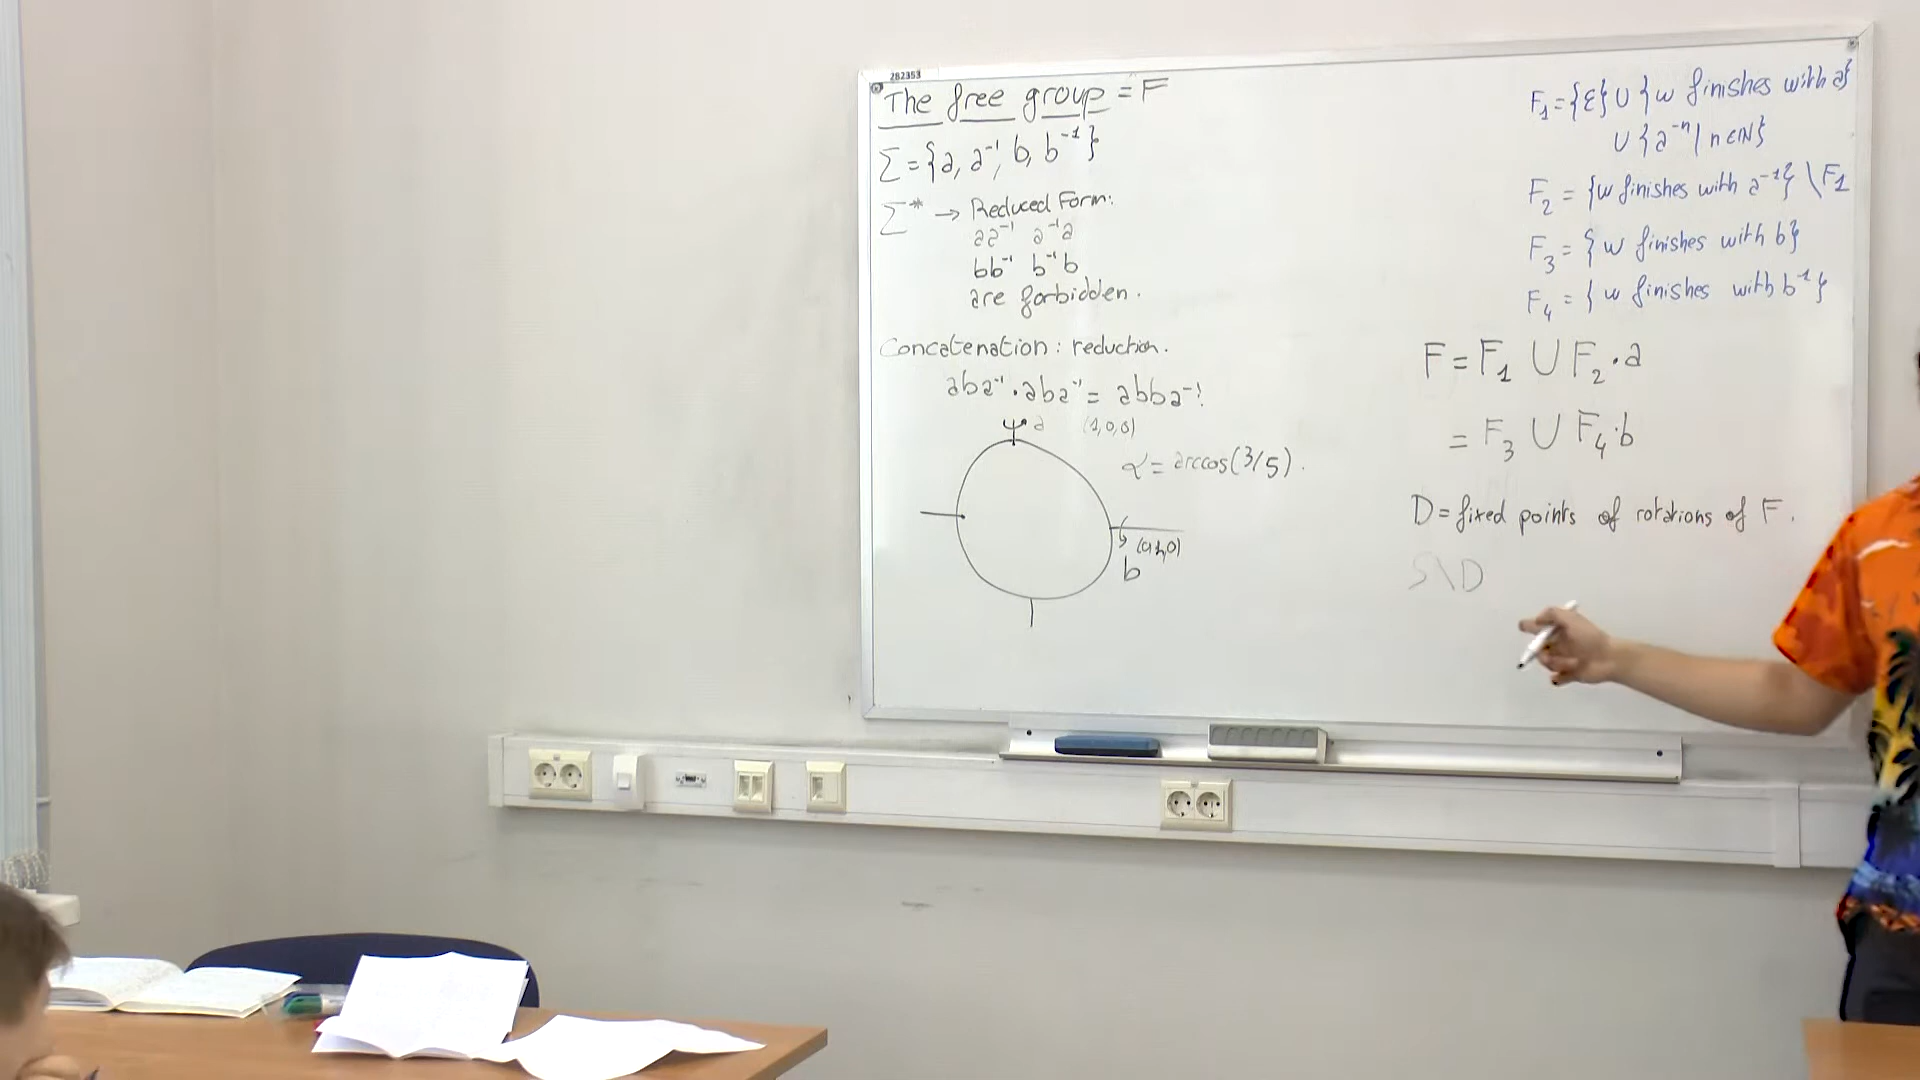 282353
The free group = F
Σ = {a, a⁻¹, b, b⁻¹}
Σ* → Reduced Form:
aa⁻¹ a⁻¹a
bb⁻¹ b⁻¹b
are forbidden.
Concatenation: reduction.
aba⁻¹·aba⁻¹ = abba⁻¹!
a (1,0,0)
α = arccos(3/5).
(0,1,0)
b
F₁ = {ε} ∪ {w finishes with a}
∪ {a⁻ⁿ | n∈ℕ}
F₂ = {w finishes with a⁻¹} \ F₁
F₃ = {w finishes with b}
F₄ = {w finishes with b⁻¹}
F = F₁ ∪ F₂·a
= F₃ ∪ F₄·b
D = fixed points of rotations of F.
S\D